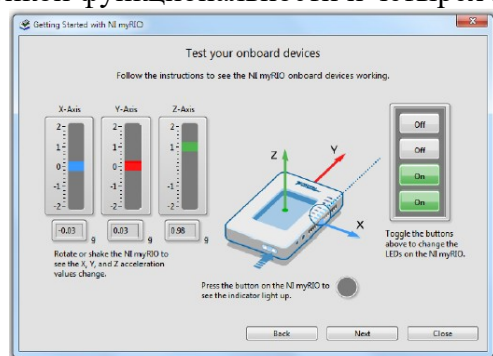 Getting Started with NI myRIO
Test your onboard devices
Follow the instructions to see the NI myRIO onboard devices working.
X-Axis Y-Axis Z-Axis
2 2 2
1 1 1
0 0 0
-1 -1 -1
-2 -2 -2
-0.03 g 0.03 g 0.98 g
Rotate or shake the NI myRIO to
see the X, Y, and Z acceleration
values change.
Z
Y
X
Press the button on the NI myRIO to
see the indicator light up.
Off
Off
On
On
Toggle the buttons
above to change the
LEDs on the NI myRIO.
Back Next Close